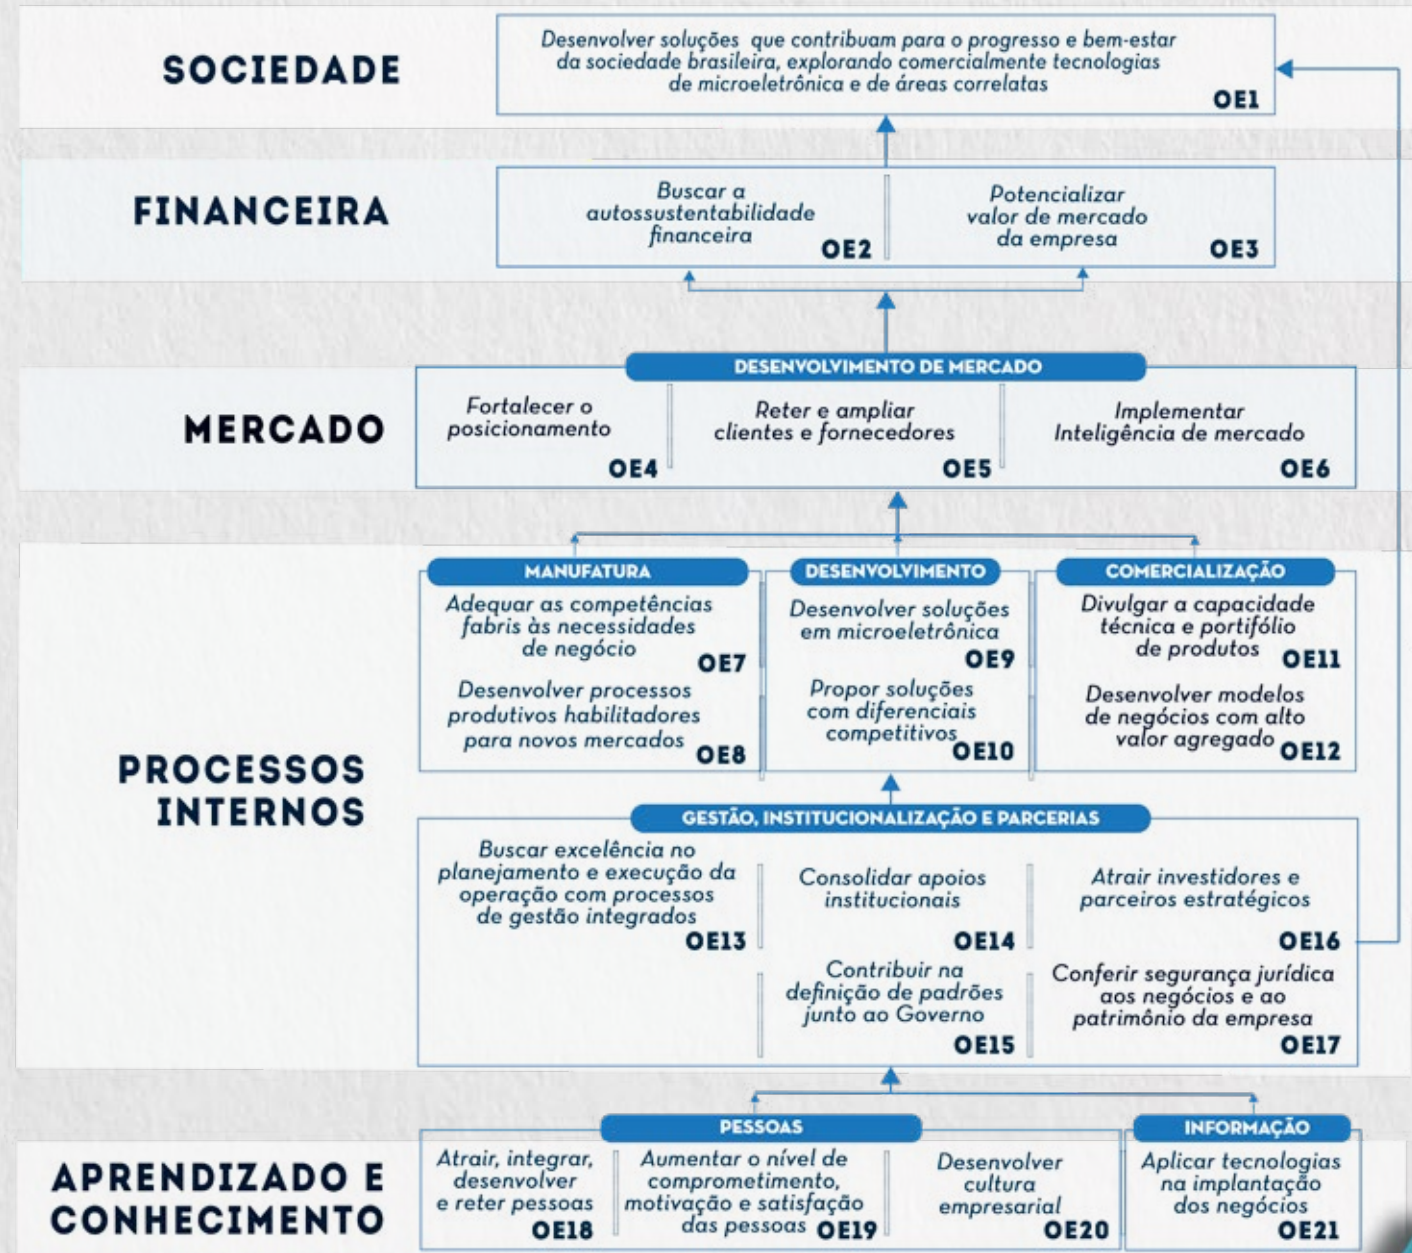 SOCIEDADE
Desenvolver soluções que contribuam para o progresso e bem-estar
da sociedade brasileira, explorando comercialmente tecnologias
de microeletrônica e de áreas correlatas
OE1
FINANCEIRA
Buscar a
autossustentabilidade
financeira
OE2
Potencializar
valor de mercado
da empresa
OE3
MERCADO
DESENVOLVIMENTO DE MERCADO
Fortalecer o
posicionamento
OE4
Reter e ampliar
clientes e fornecedores
OE5
Implementar
Inteligência de mercado
OE6
PROCESSOS
INTERNOS
MANUFATURA
Adequar as competências
fabris às necessidades
de negócio
OE7
Desenvolver processos
produtivos habilitadores
para novos mercados
OE8
DESENVOLVIMENTO
Desenvolver soluções
em microeletrônica
OE9
Propor soluções
com diferenciais
competitivos
OE10
COMERCIALIZAÇÃO
Divulgar a capacidade
técnica e portifólio
de produtos
OE11
Desenvolver modelos
de negócios com alto
valor agregado
OE12
GESTÃO, INSTITUCIONALIZAÇÃO E PARCERIAS
Buscar excelência no
planejamento e execução da
operação com processos
de gestão integrados
OE13
Consolidar apoios
institucionais
OE14
Contribuir na
definição de padrões
junto ao Governo
OE15
Atrair investidores e
parceiros estratégicos
OE16
Conferir segurança jurídica
aos negócios e ao
patrimônio da empresa
OE17
APRENDIZADO E
CONHECIMENTO
PESSOAS
Atrair, integrar,
desenvolver
e reter pessoas
OE18
Aumentar o nível de
comprometimento,
motivação e satisfação
das pessoas
OE19
Desenvolver
cultura
empresarial
OE20
INFORMAÇÃO
Aplicar tecnologias
na implantação
dos negócios
OE21